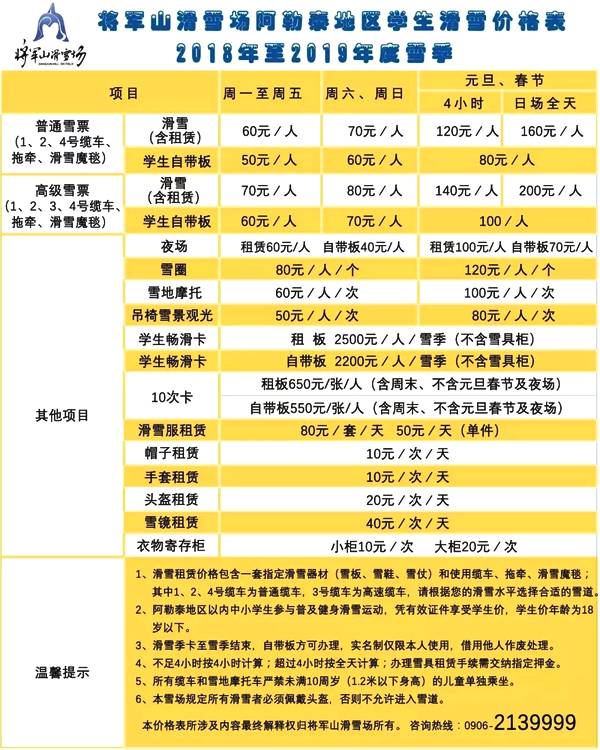 将军山滑雪场阿勒泰地区学生滑雪价格表
将军山滑雪场
2018年至2019年度雪季
项目 周一至周五 周六、周日 元旦、春节
4小时 日场全天
普通雪票
(1、2、4号缆车、
拖牵、滑雪魔毯)
滑雪
(含租赁) 60元／人 70元／人 120元／人 160元／人
学生自带板 50元／人 60元／人 80元／人
高级雪票
(1、2、3、4号缆车、
拖牵、滑雪魔毯)
滑雪
(含租赁) 70元／人 80元／人 140元／人 200元／人
学生自带板 60元／人 70元／人 100／人
其他项目
夜场 租赁60元/人 自带板40元/人 租赁100元/人 自带板70元/人
雪圈 80元／人／个 120元／人／个
雪地摩托 60元／人／次 100元／人／次
吊椅雪景观光 50元／人／次 80元／人／次
学生畅滑卡 租 板 2500元／人／雪季（不含雪具柜）
学生畅滑卡 自带板 2200元／人／雪季（不含雪具柜）
10次卡 租板650元/张/人（含周末、不含元旦春节及夜场）
自带板550元/张/人（含周末、不含元旦春节及夜场）
滑雪服租赁 80元／套／天 50元／天（单件）
帽子租赁 10元／次／天
手套租赁 10元／次／天
头盔租赁 20元／次／天
雪镜租赁 40元／次／天
衣物寄存柜 小柜10元／次 大柜20元／次
温馨提示
1、滑雪租赁价格包含一套指定滑雪器材（雪板、雪鞋、雪仗）和使用缆车、拖牵、滑雪魔毯；
其中1、2、4号缆车为普通缆车，3号缆车为高速缆车，请根据您的滑雪水平选择合适的雪道。
2、阿勒泰地区以内中小学生参与普及健身滑雪运动，凭有效证件享受学生价，学生价年龄为18
岁以下。
3、滑雪季卡至雪季结束，自带板方可办理，实名制仅限本人使用，借用他人作废处理。
4、不足4小时按4小时计算；超过4小时按全天计算；办理雪具租赁手续需交纳指定押金。
5、所有缆车和雪地摩托车严禁未满10周岁（1.2米以下身高）的儿童单独乘坐。
6、本雪场规定所有滑雪者必须佩戴头盔，否则不允许进入雪道。
本价格表所涉及内容最终解释权归将军山滑雪场所有。 咨询热线：0906-2139999